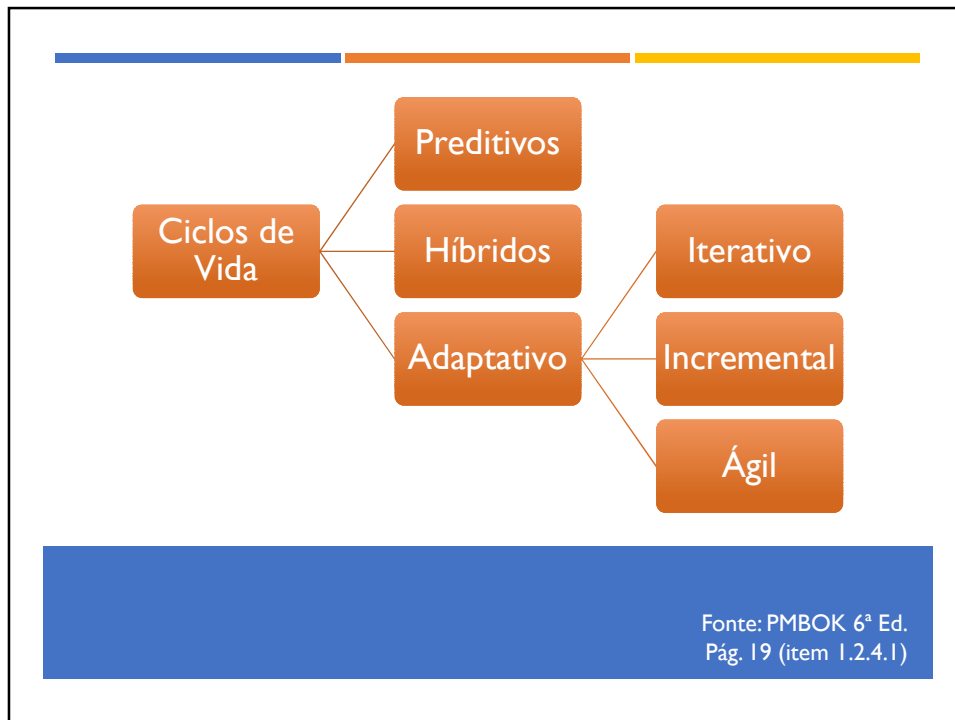 Preditivos
Ciclos de
Vida
Híbridos
Iterativo
Adaptativo
Incremental
Ágil
Fonte: PMBOK 6ª Ed.
Pág. 19 (item 1.2.4.1)